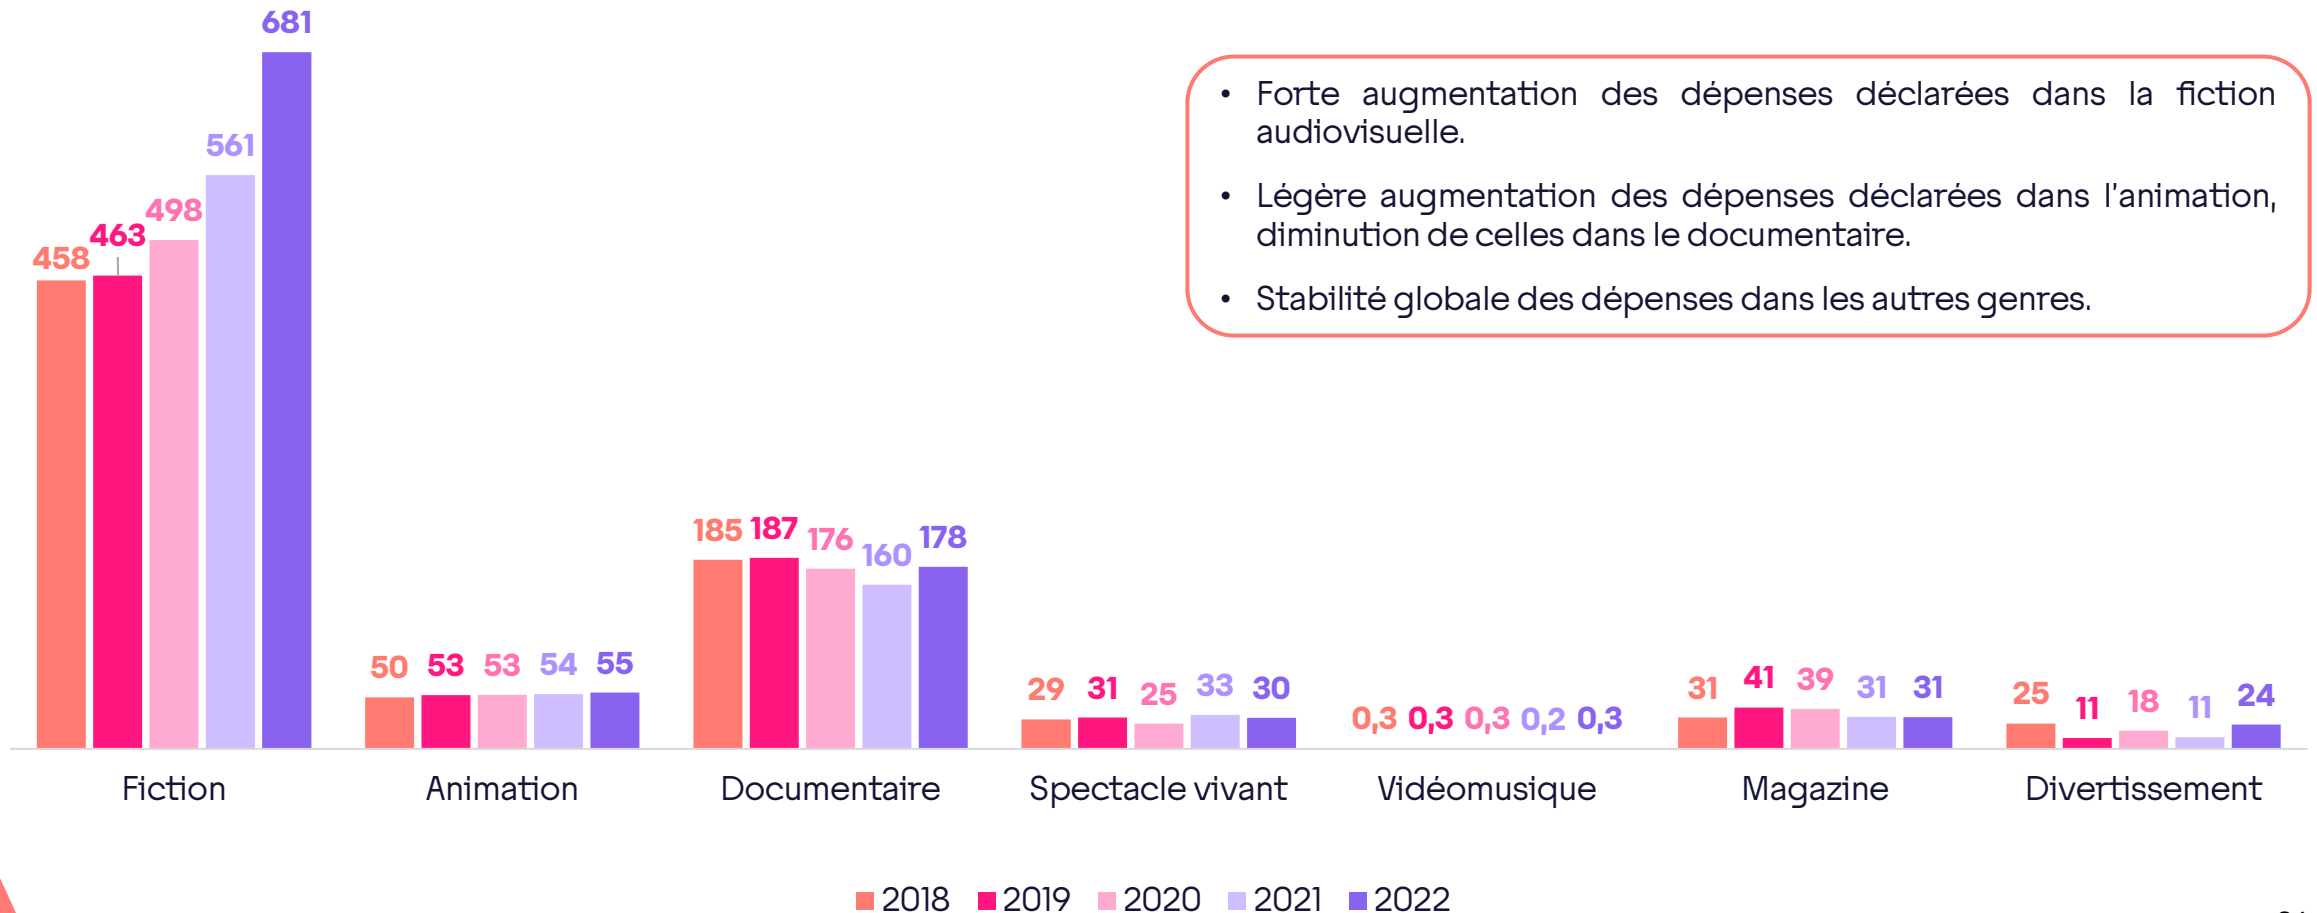 681
561
498
463
458
• Forte augmentation des dépenses déclarées dans la fiction
audiovisuelle.
• Légère augmentation des dépenses déclarées dans l'animation,
diminution de celles dans le documentaire.
• Stabilité globale des dépenses dans les autres genres.
185 187 176 160 178
50 53 53 54 55
29 31 25 33 30
0,3 0,3 0,3 0,2 0,3
31 41 39 31 31
25 11 18 11 24
Fiction Animation Documentaire Spectacle vivant Vidéomusique Magazine Divertissement
2018 2019 2020 2021 2022